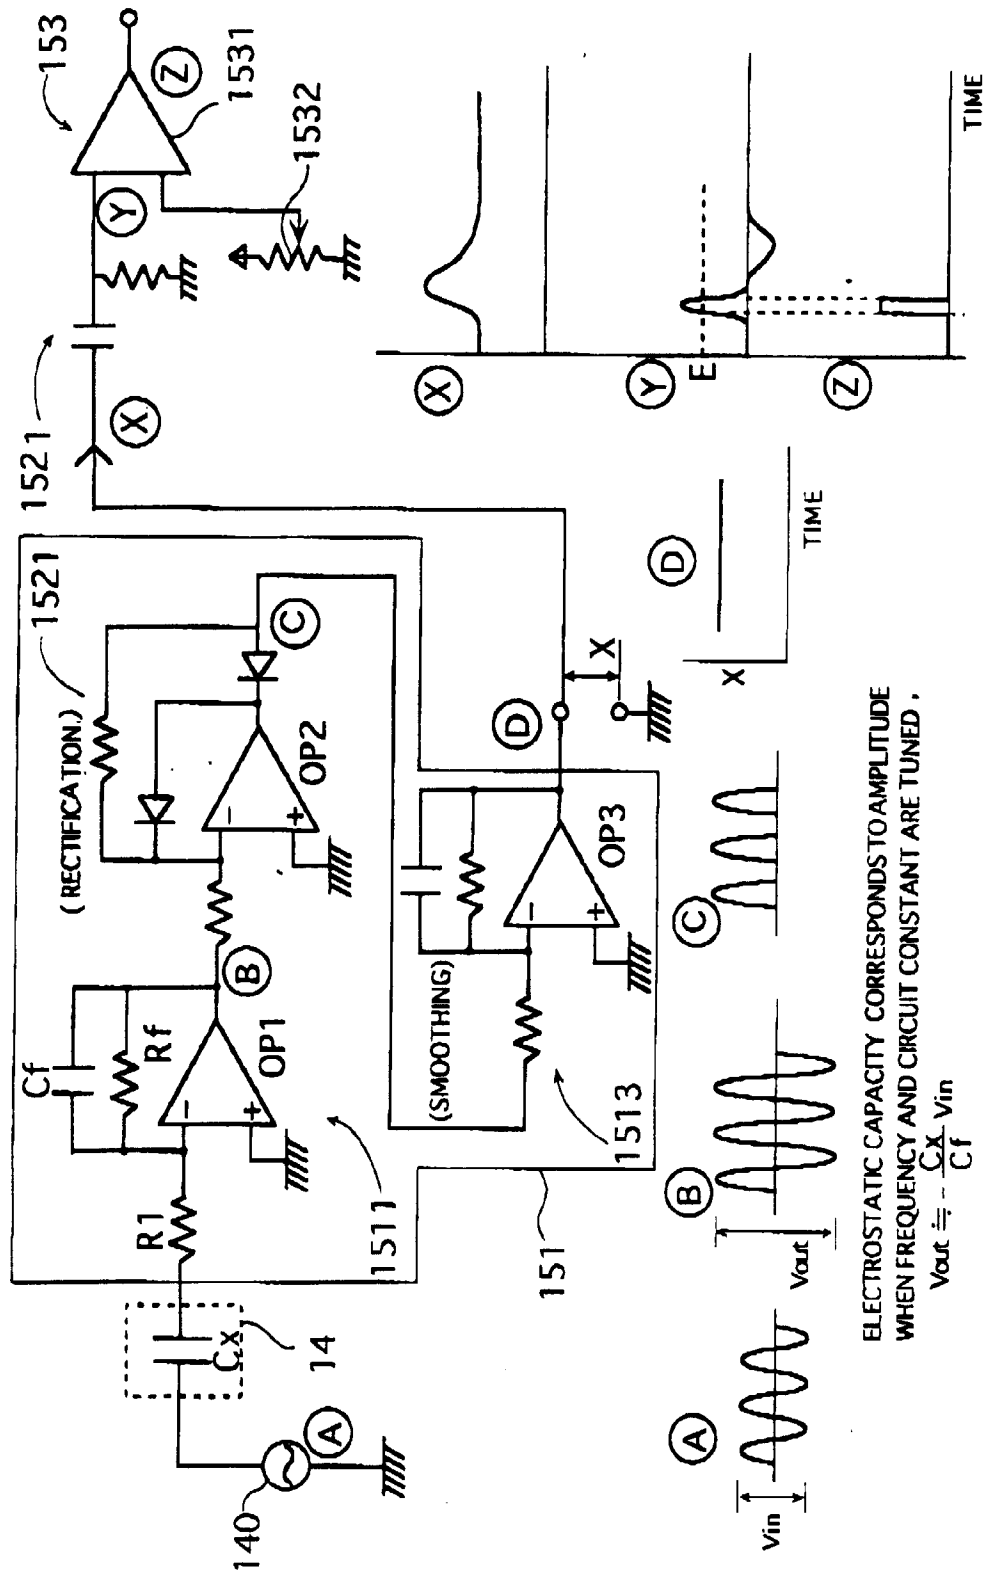 153
Z
1531
Y
1532
1521
X
1521
(RECTIFICATION.)
C
OP2
−
+
Cf
Rf
B
OP1
−
+
R1
1511
Cx
14
A
140
(SMOOTHING)
OP3
−
+
1513
151
D
X
X
Y
E
Z
TIME
A
Vin
B
Vout
C
D
X
TIME
ELECTROSTATIC CAPACITY CORRESPONDS TO AMPLITUDE
WHEN FREQUENCY AND CIRCUIT CONSTANT ARE TUNED,
Vout ≒ - Cx/Cf Vin